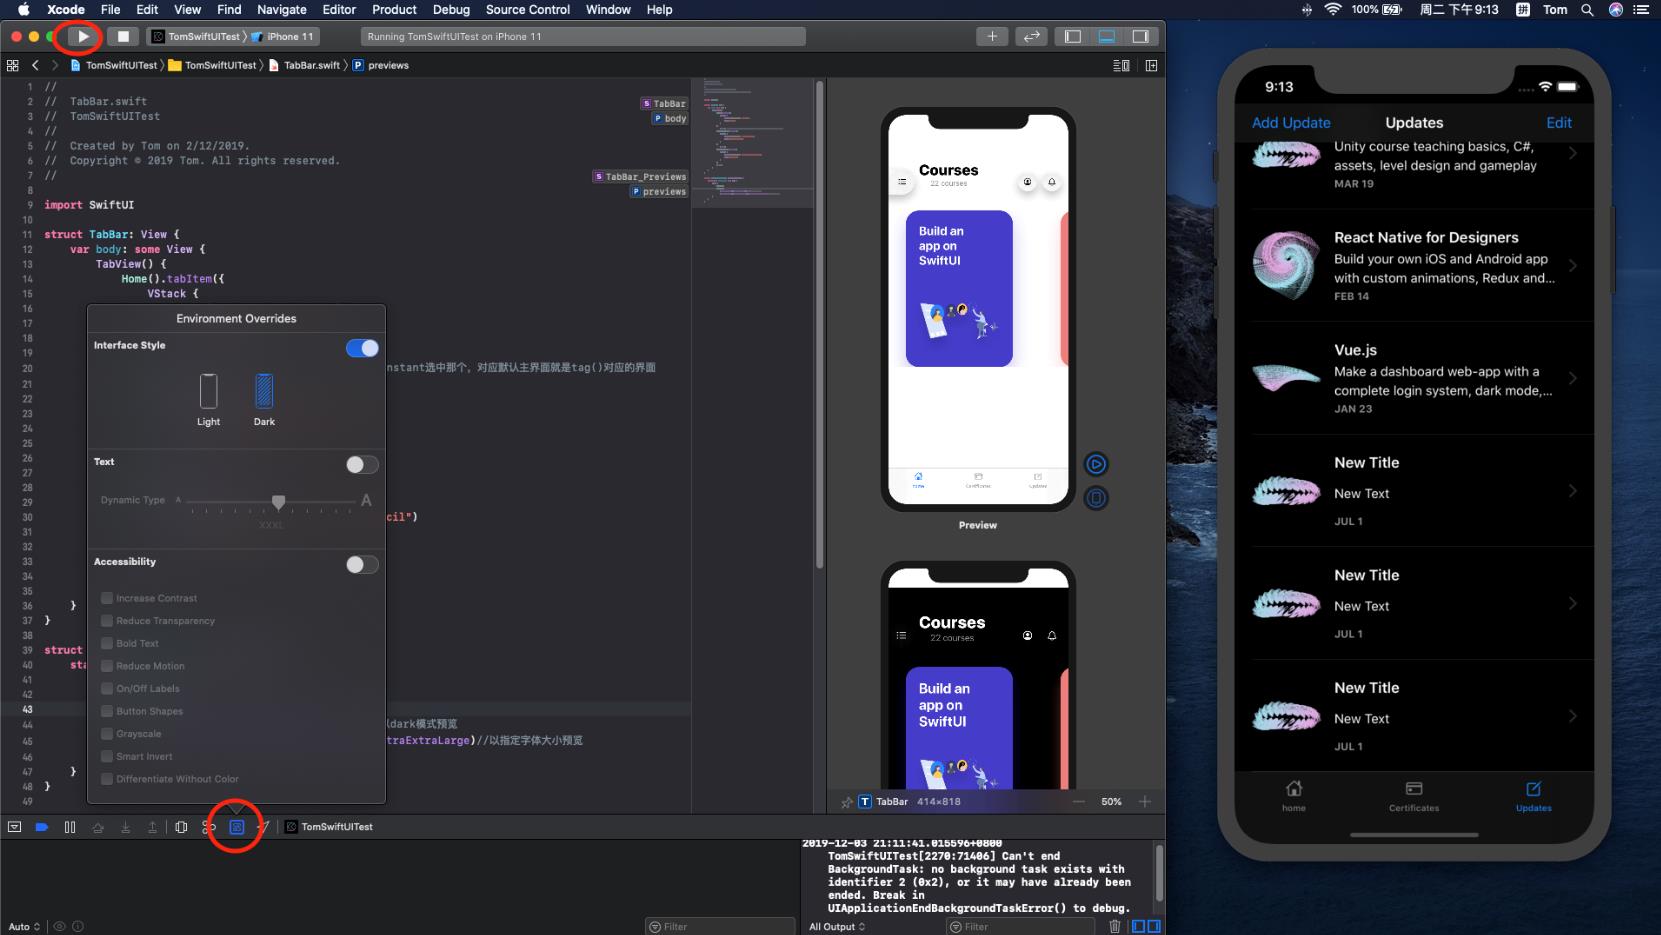 Xcode File Edit View Find Navigate Editor Product Debug Source Control Window Help
100% 周二 下午9:13 拼 Tom
TomSwiftUITest iPhone 11
Running TomSwiftUITest on iPhone 11
TomSwiftUITest TomSwiftUITest TabBar.swift P previews
1 //
2 // TabBar.swift
3 // TomSwiftUITest
4 //
5 // Created by Tom on 2/12/2019.
6 // Copyright © 2019 Tom. All rights reserved.
7 //
8
9 import SwiftUI
10
11 struct TabBar: View {
12 var body: some View {
13 TabView() {
14 Home().tabItem({
15 VStack {
16
17
18
19
20 nstant选中那个，对应默认主界面就是tag()对应的界面
21
22
23
24
25
26
27
28
29
30 cil")
31
32
33
34
35
36 }
37 }
38
39 struct
40 sta
42
43
44 dark模式预览
45 traExtraLarge)//以指定字体大小预览
46
47 }
48 }
49
S TabBar
P body
S TabBar_Previews
P previews
Environment Overrides
Interface Style
Light Dark
Text
Dynamic Type A A
XXXL
Accessibility
Increase Contrast
Reduce Transparency
Bold Text
Reduce Motion
On/Off Labels
Button Shapes
Grayscale
Smart Invert
Differentiate Without Color
TomSwiftUITest
Auto
Filter
Courses
22 courses
Build an
app on
SwiftUI
Certificates Updates
Preview
Courses
22 courses
Build an
app on
SwiftUI
T TabBar 414×818 50%
2019-12-03 21:11:41.015596+0800
TomSwiftUITest[2270:71406] Can't end
BackgroundTask: no background task exists with
identifier 2 (0x2), or it may have already been
ended. Break in
UIApplicationEndBackgroundTaskError() to debug.
All Output Filter
9:13
Add Update Updates Edit
Unity course teaching basics, C#,
assets, level design and gameplay
MAR 19
React Native for Designers
Build your own iOS and Android app
with custom animations, Redux and...
FEB 14
Vue.js
Make a dashboard web-app with a
complete login system, dark mode,...
JAN 23
New Title
New Text
JUL 1
New Title
New Text
JUL 1
New Title
New Text
JUL 1
home Certificates Updates